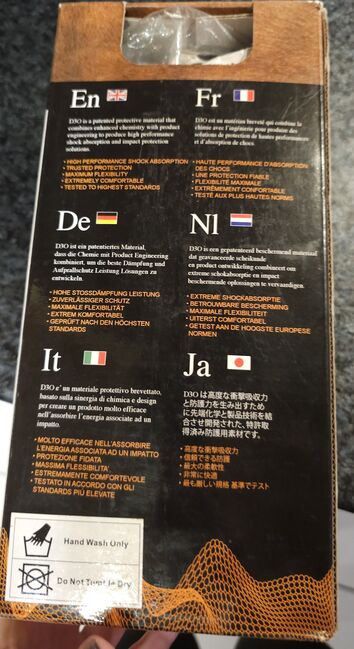 En
D3O is a patented protective material that
combines enhanced chemistry with product
engineering to produce high performance
shock absorption and impact protection
solutions.
• HIGH PERFORMANCE SHOCK ABSORPTION
• TRUSTED PROTECTION
• MAXIMUM FLEXIBILITY
• EXTREMELY COMFORTABLE
• TESTED TO HIGHEST STANDARDS
Fr
D3O est un matériau breveté qui combine la
chimie avec l'ingénierie pour produire des
solutions de protection de hautes performances
et d'absorption de chocs.
• HAUTE PERFORMANCE D'ABSORPTION
DES CHOCS
• UNE PROTECTION FIABLE
• FLEXIBILITÉ MAXIMALE
• EXTRÊMEMENT CONFORTABLE
• TESTÉ AUX PLUS HAUTES NORMS
De
D3O ist ein patentiertes Material,
dass die Chemie mit Product Engineering
kombiniert, um die beste Dämpfung und
Aufpeallschutz Leistung Lösungen zu
entwickeln.
• HOHE STOSSDÄMPFUNG LEISTUNG
• ZUVERLÄSSIGER SCHUTZ
• MAXIMALE FLEXIBILITÄT
• EXTREM KOMFORTABEL
• GEPRÜFT NACH DEN HÖCHSTEN
STANDARDS
Nl
D3O is een gepatenteerd beschermend materiaal
dat geavanceerde scheikunde
en product ontwikkeling combineert om
extreme schokabsorptie en impact
beschermende oplossingen te vervaardigen.
• EXTREME SHOKABSORPTIE
• BETROUWBARE BESCHERMING
• MAXIMALE FLEXIBILITEIT
• UITERST COMFORTABEL
• GETEST AAN DE HOOGSTE EUROPESE
NORMEN
It
D3O e' un materiale protettivo brevettato,
basato sulla sinergia di chimica e design
per creare un prodotto molto efficace
nell'assorbire l'energia associata ad un
impatto.
• MOLTO EFFICACE NELL'ASSORBIRE
L'ENERGIA ASSOCIATA AD UN IMPATTO
• PROTEZIONE FIDATA
• MASSIMA FLESSIBILITA'
• ESTREMAMENTE COMFORTEVOLE
• TESTATO IN ACCORDO CON GLI
STANDARDS PIÚ ELEVATE
Ja
D3O は高度な衝撃吸収力
と防護力を生み出すため
に先端化学と製品技術を結
合させ開発された、特許取
得済み防護用素材です。
• 高度な衝撃吸収力
• 信頼できる防護
• 最大の柔軟性
• 非常に快適
• 最も厳しい規格 基準でテスト
Hand Wash Only
Do Not Tumble Dry